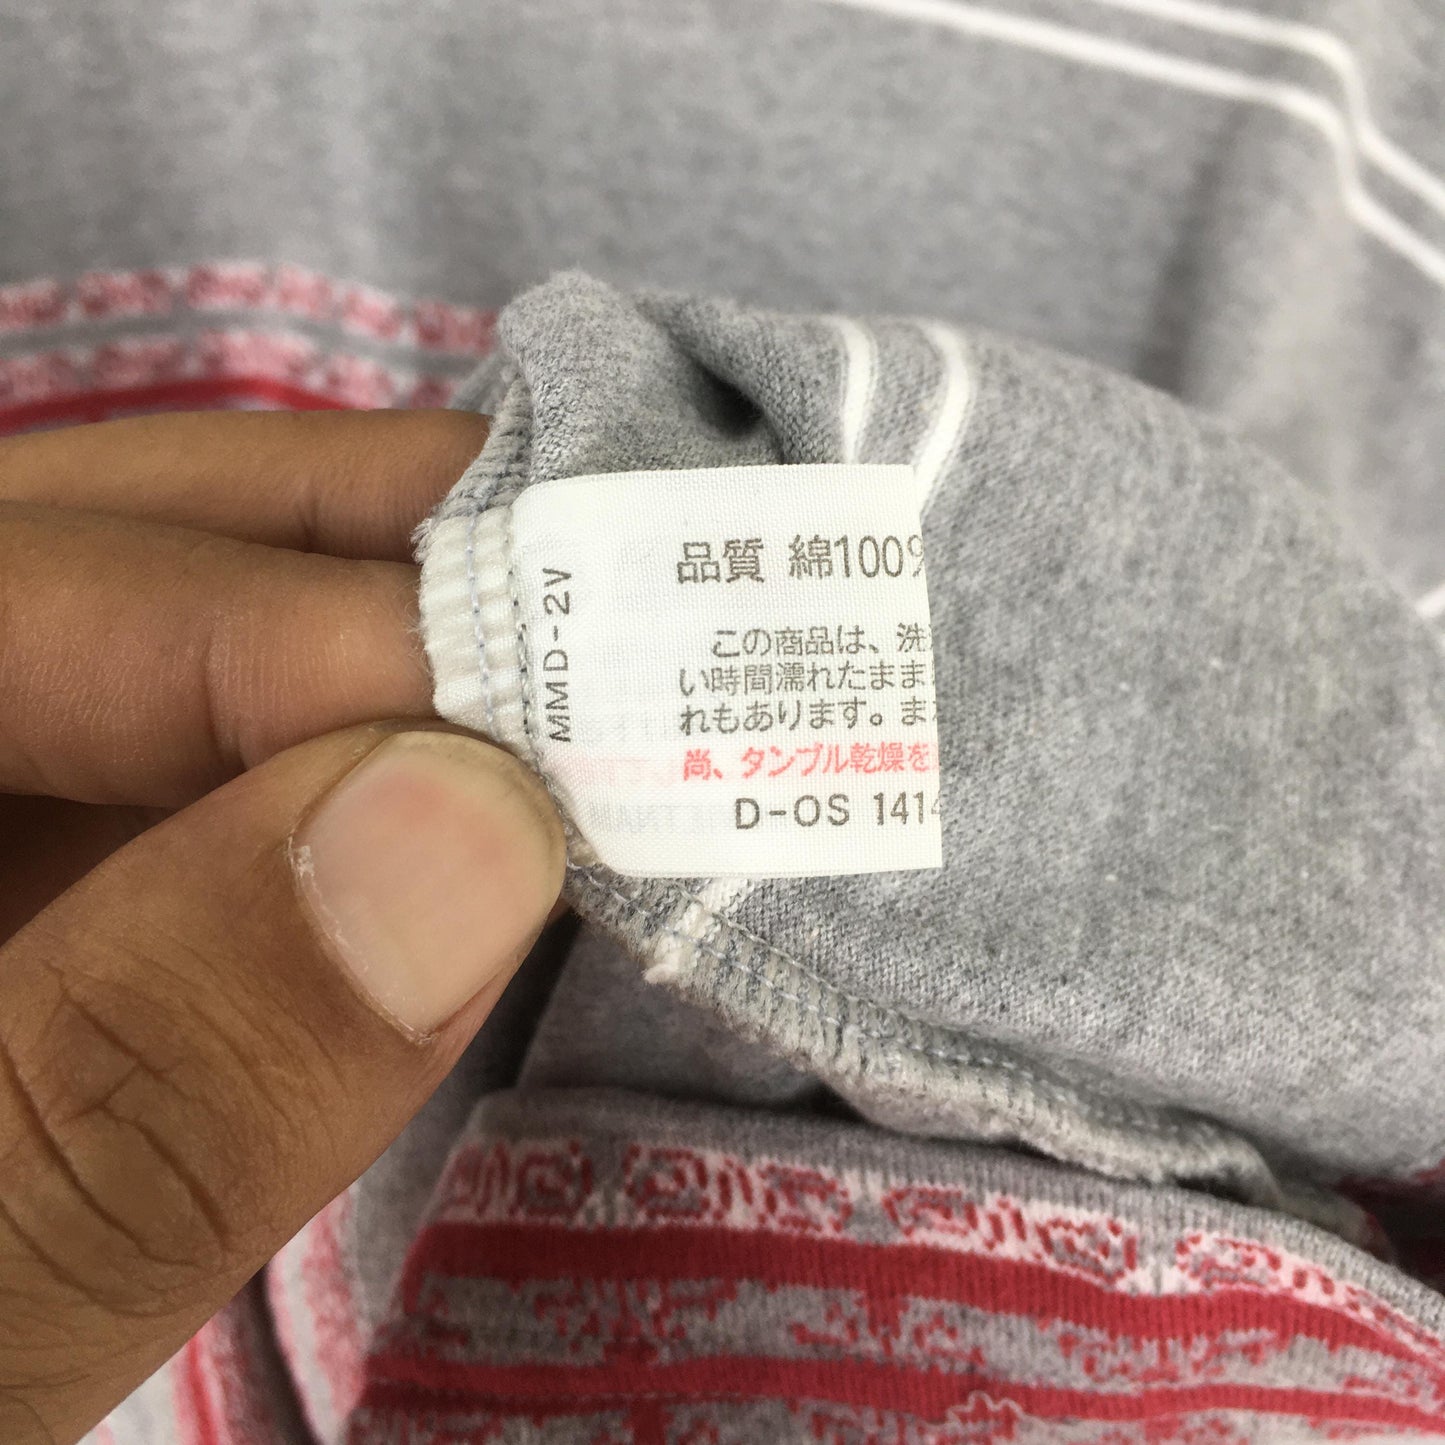 品質 綿100%
この商品は、洗
い時間濡れたまま
れもあります。ま
尚、タンブル乾燥を
D-OS 1414
MMD-2V